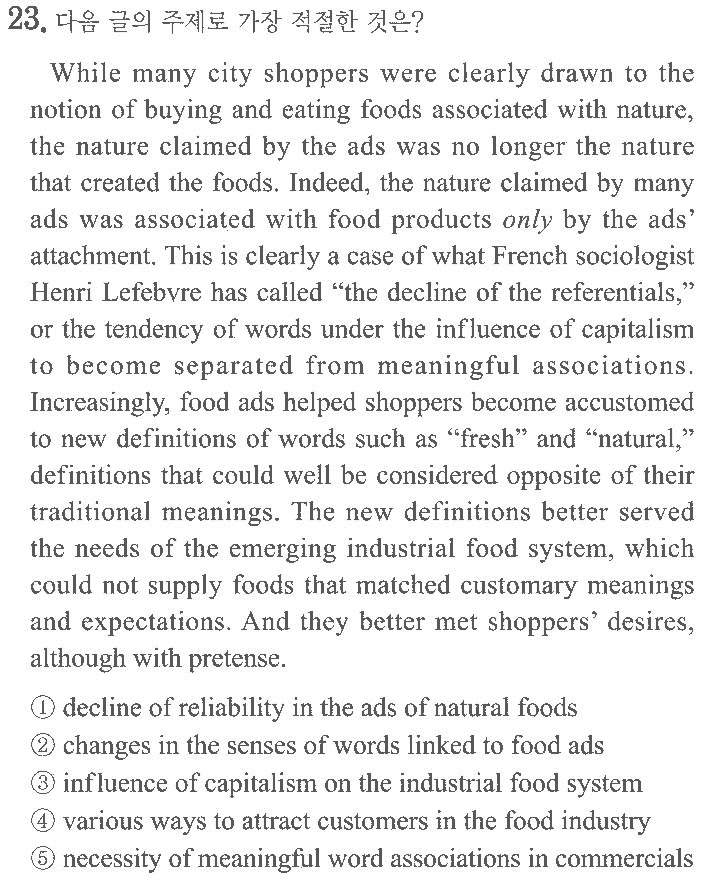 23. 다음 글의 주제로 가장 적절한 것은?
While many city shoppers were clearly drawn to the
notion of buying and eating foods associated with nature,
the nature claimed by the ads was no longer the nature
that created the foods. Indeed, the nature claimed by many
ads was associated with food products only by the ads’
attachment. This is clearly a case of what French sociologist
Henri Lefebvre has called “the decline of the referentials,”
or the tendency of words under the influence of capitalism
to become separated from meaningful associations.
Increasingly, food ads helped shoppers become accustomed
to new definitions of words such as “fresh” and “natural,”
definitions that could well be considered opposite of their
traditional meanings. The new definitions better served
the needs of the emerging industrial food system, which
could not supply foods that matched customary meanings
and expectations. And they better met shoppers’ desires,
although with pretense.
① decline of reliability in the ads of natural foods
② changes in the senses of words linked to food ads
③ influence of capitalism on the industrial food system
④ various ways to attract customers in the food industry
⑤ necessity of meaningful word associations in commercials